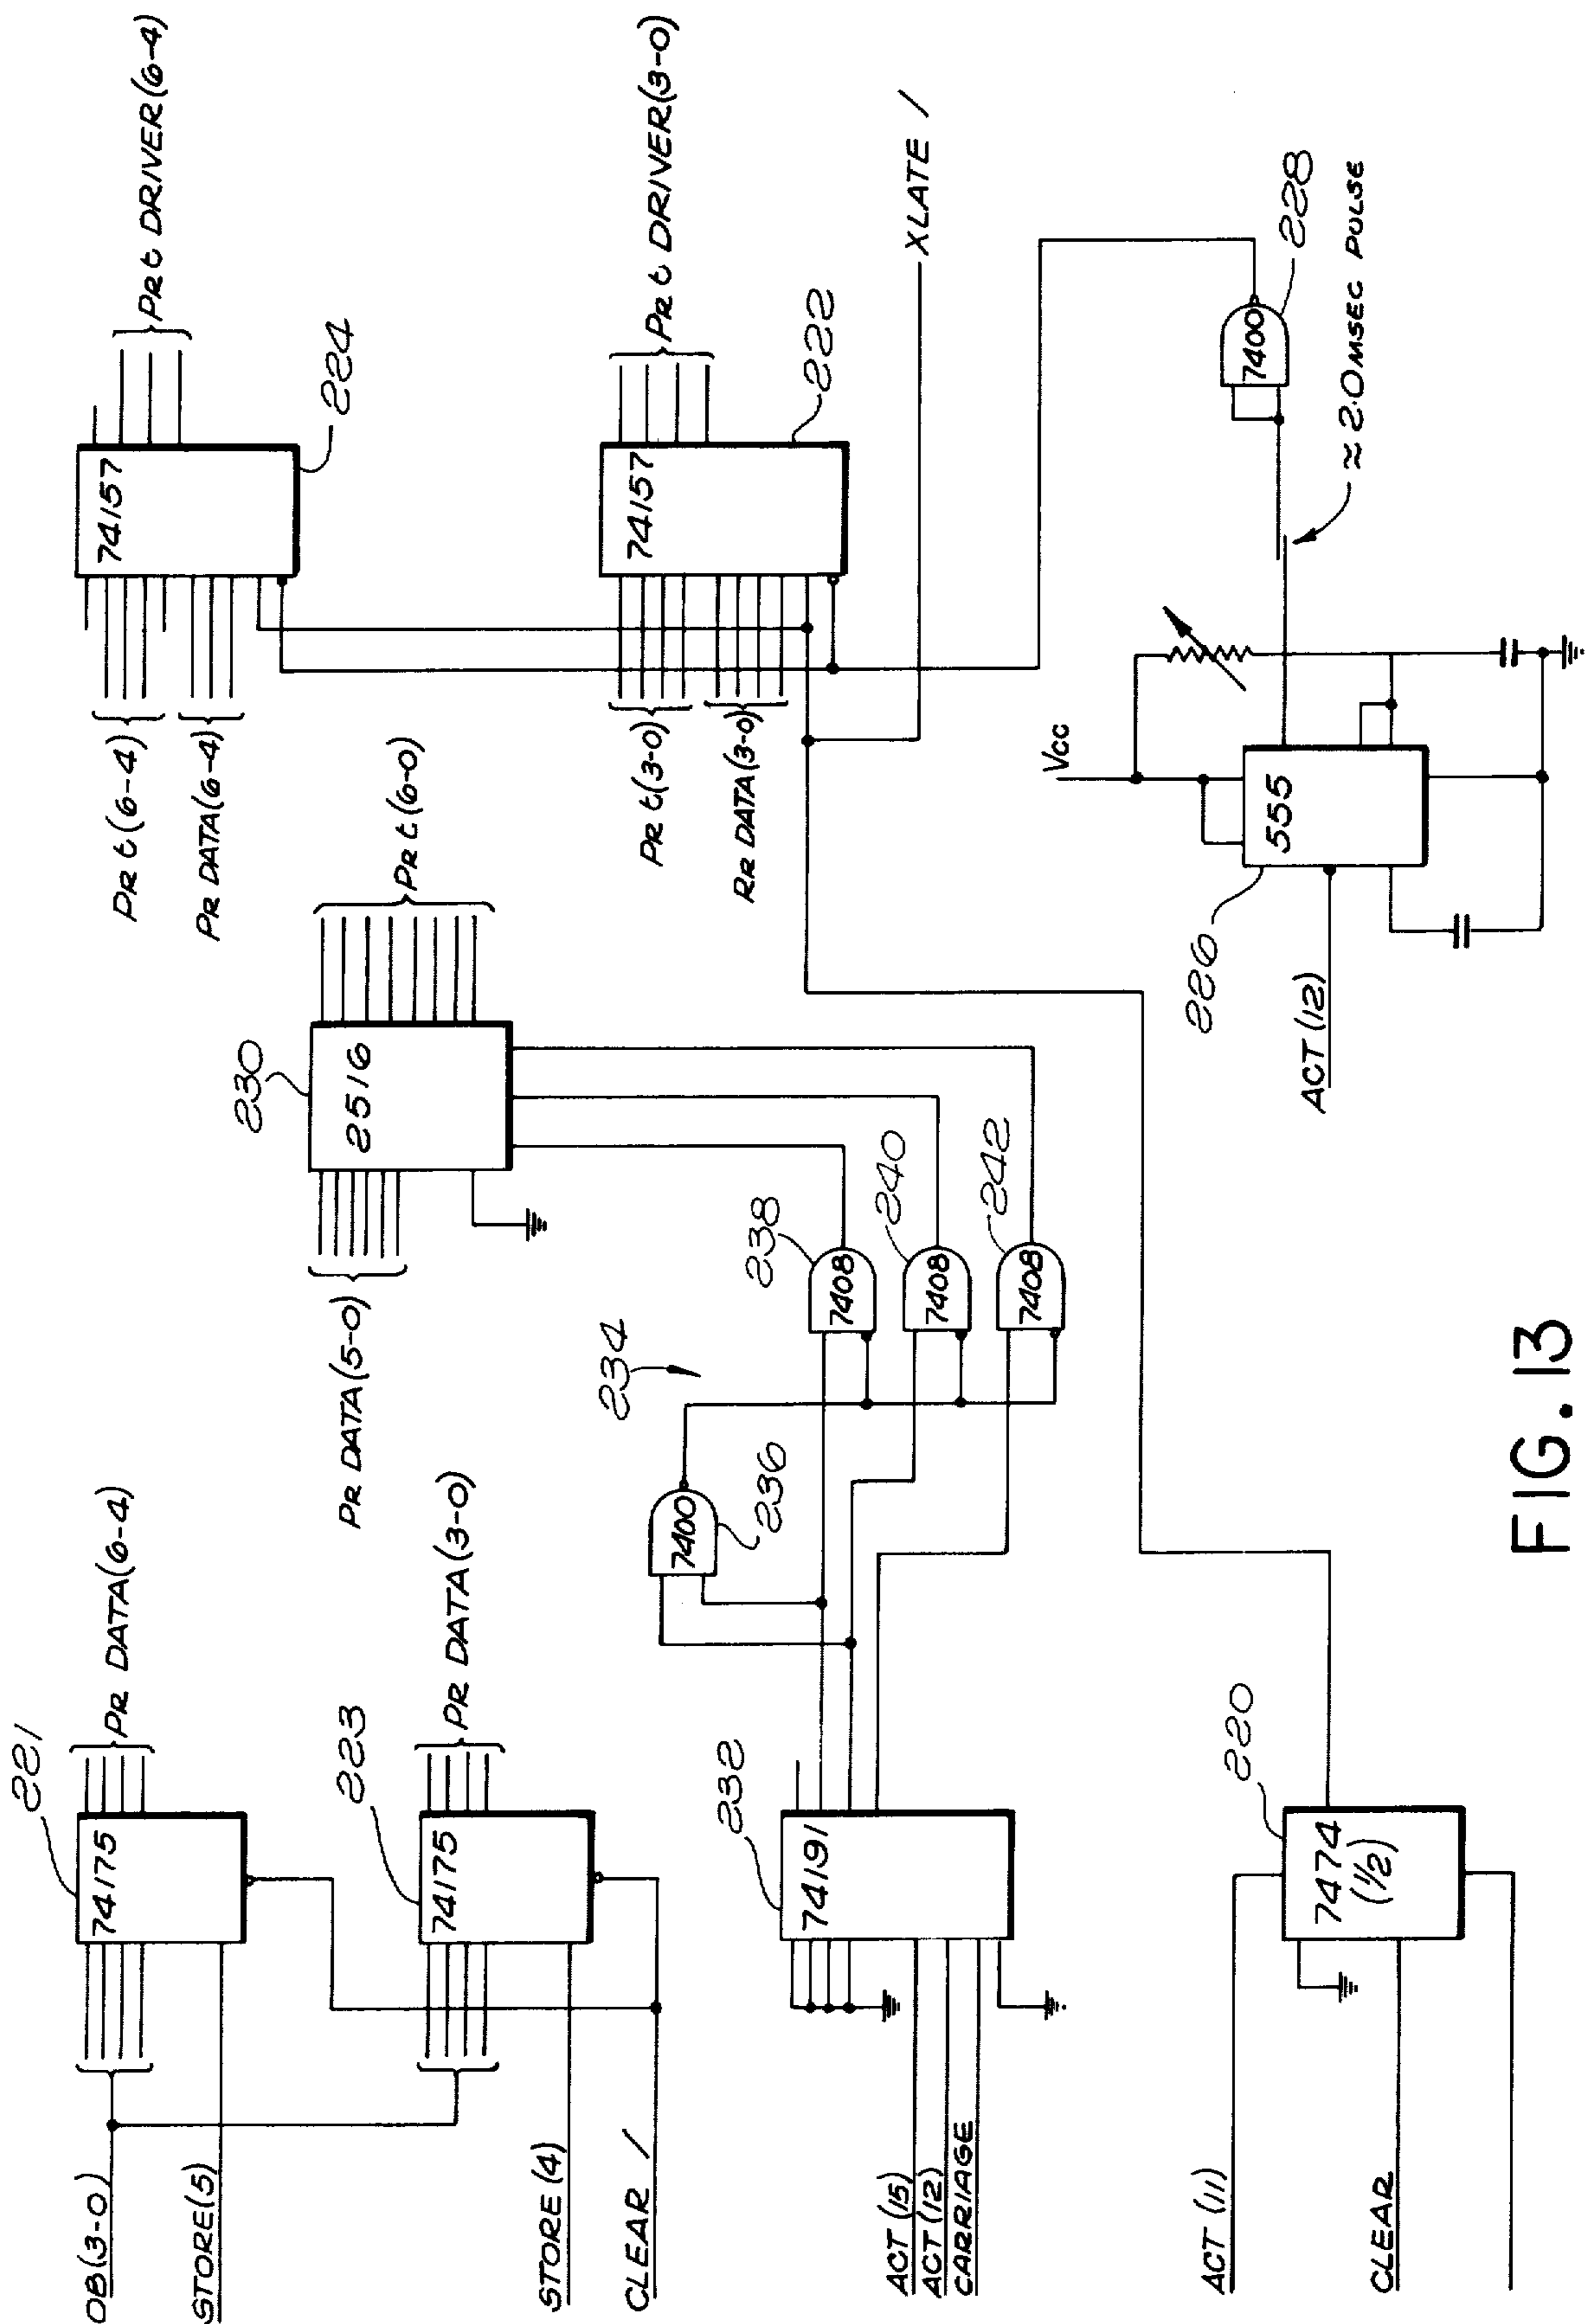 OB(3-0)
STORE(5)
STORE(4)
CLEAR /
221
74175
PR DATA(6-4)
223
74175
PR DATA(3-0)
PR DATA(5-0)
230
2516
PR t(6-0)
PR t(6-4)
PR DATA(6-4)
74157
224
PR t DRIVER(6-4)
PR t(3-0)
RR DATA(3-0)
74157
222
PR t DRIVER(3-0)
XLATE /
ACT (15)
ACT (12)
CARRIAGE
232
74191
7400
236
234
238
7408
240
7408
242
7408
ACT (11)
CLEAR
220
7474
(1/2)
ACT (12)
226
555
Vcc
≈ 2.0MSEC PULSE
7400
228
FIG. 13